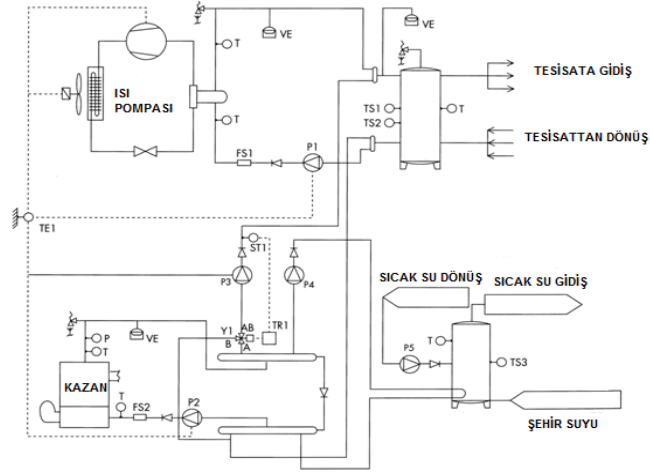 VE
VE
T
ISI
POMPASI
TESİSATA GİDİŞ
TS1
T
TS2
T
TESİSATTAN DÖNÜŞ
P1
FS1
TE1
ST1
P3
P4
SICAK SU DÖNÜŞ
SICAK SU GİDİŞ
Y1
AB
TR1
B
A
P
VE
T
T
P5
TS3
KAZAN
T
P2
FS2
ŞEHİR SUYU